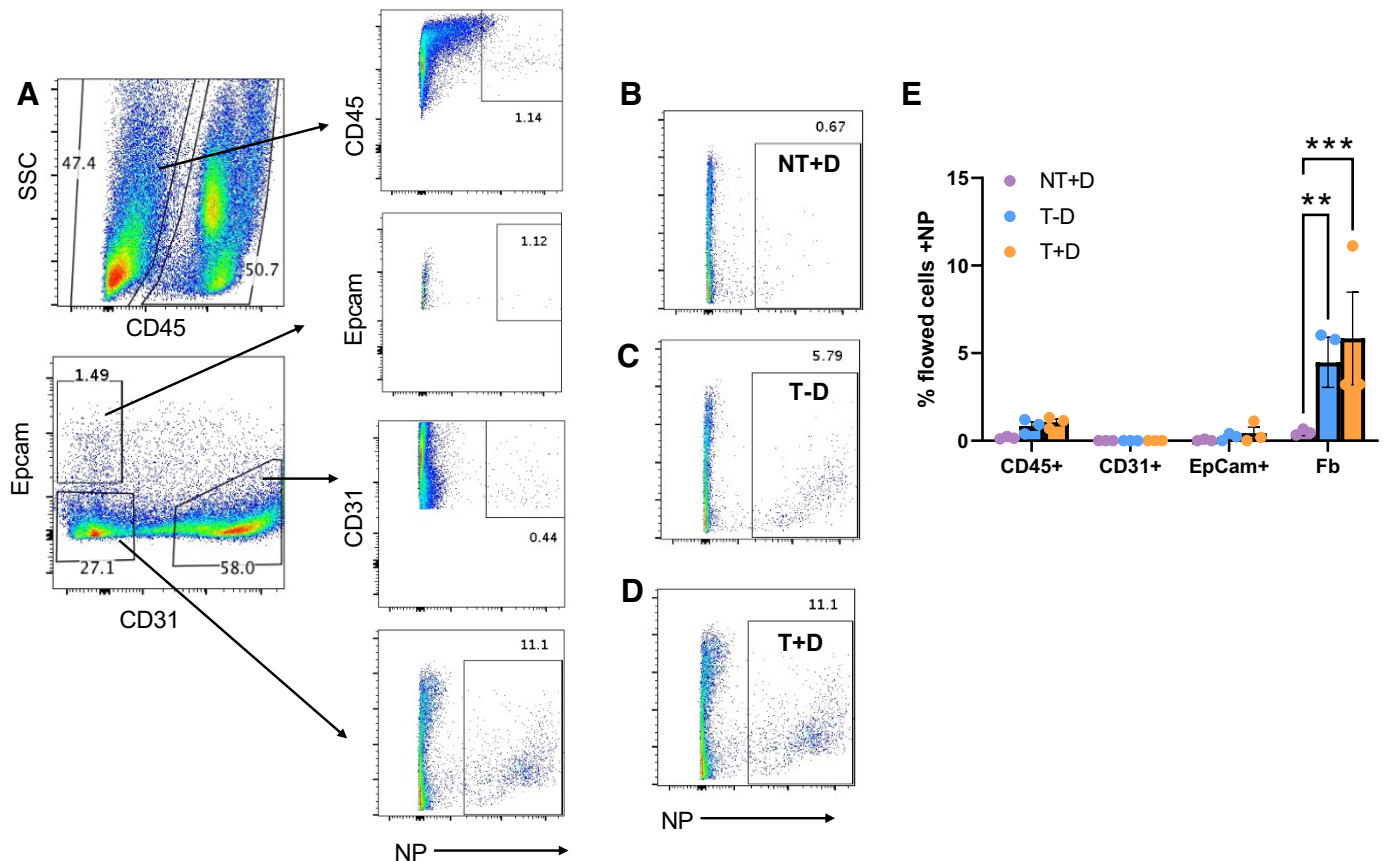 A
SSC
47.4
50.7
CD45
CD45
1.14
Epcam
1.12
Epcam
1.49
27.1
58.0
CD31
CD31
0.44
11.1
NP
B
0.67
NT+D
C
5.79
T-D
D
11.1
T+D
NP
E
NT+D
T-D
T+D
**
***
% flowed cells +NP
15
10
5
0
CD45+
CD31+
EpCam+
Fb